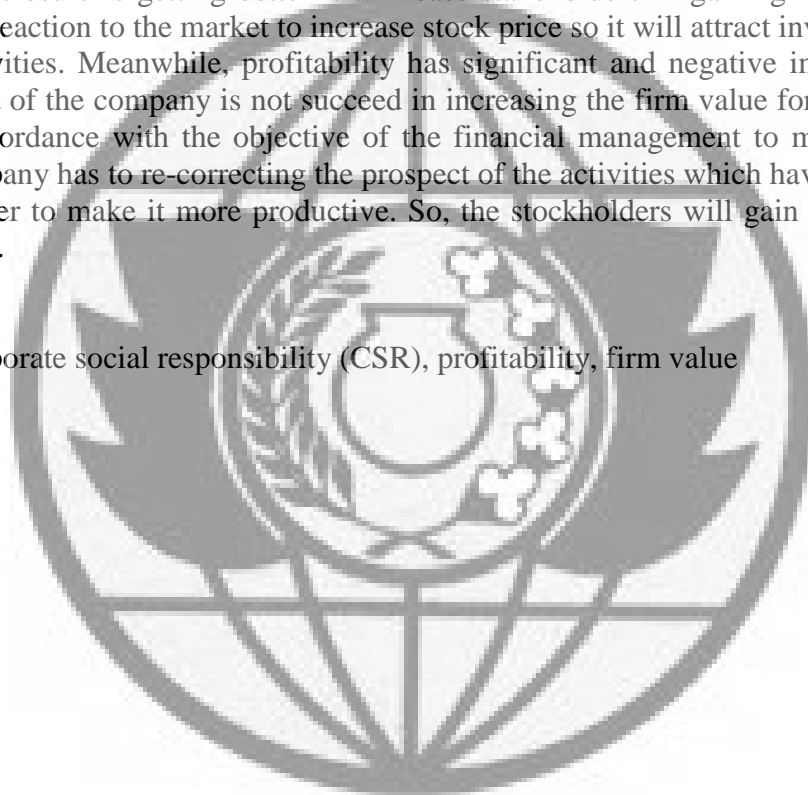 reaction to the market to increase stock price so it will attract inv
vities. Meanwhile, profitability has significant and negative in
t of the company is not succeed in increasing the firm value for
ordance with the objective of the financial management to m
pany has to re-correcting the prospect of the activities which hav
er to make it more productive. So, the stockholders will gain
porate social responsibility (CSR), profitability, firm value